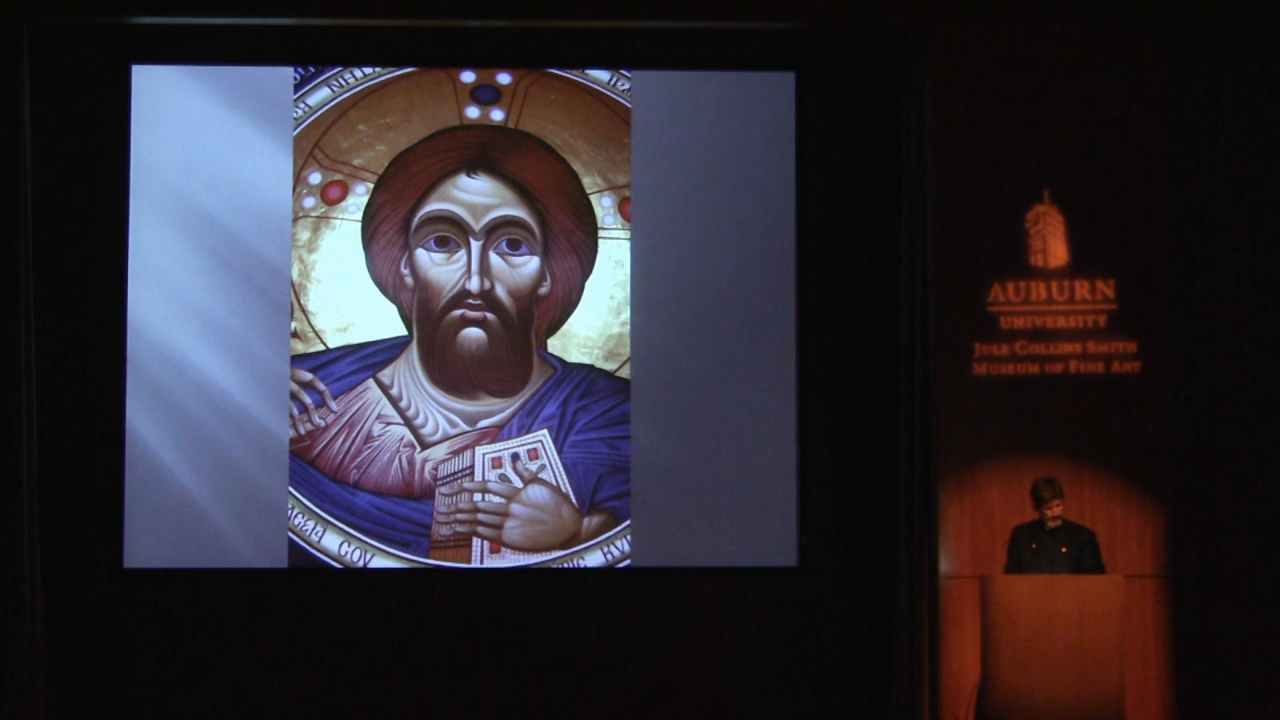 AUBURN
UNIVERSITY
JULE COLLINS SMITH
MUSEUM OF FINE ART